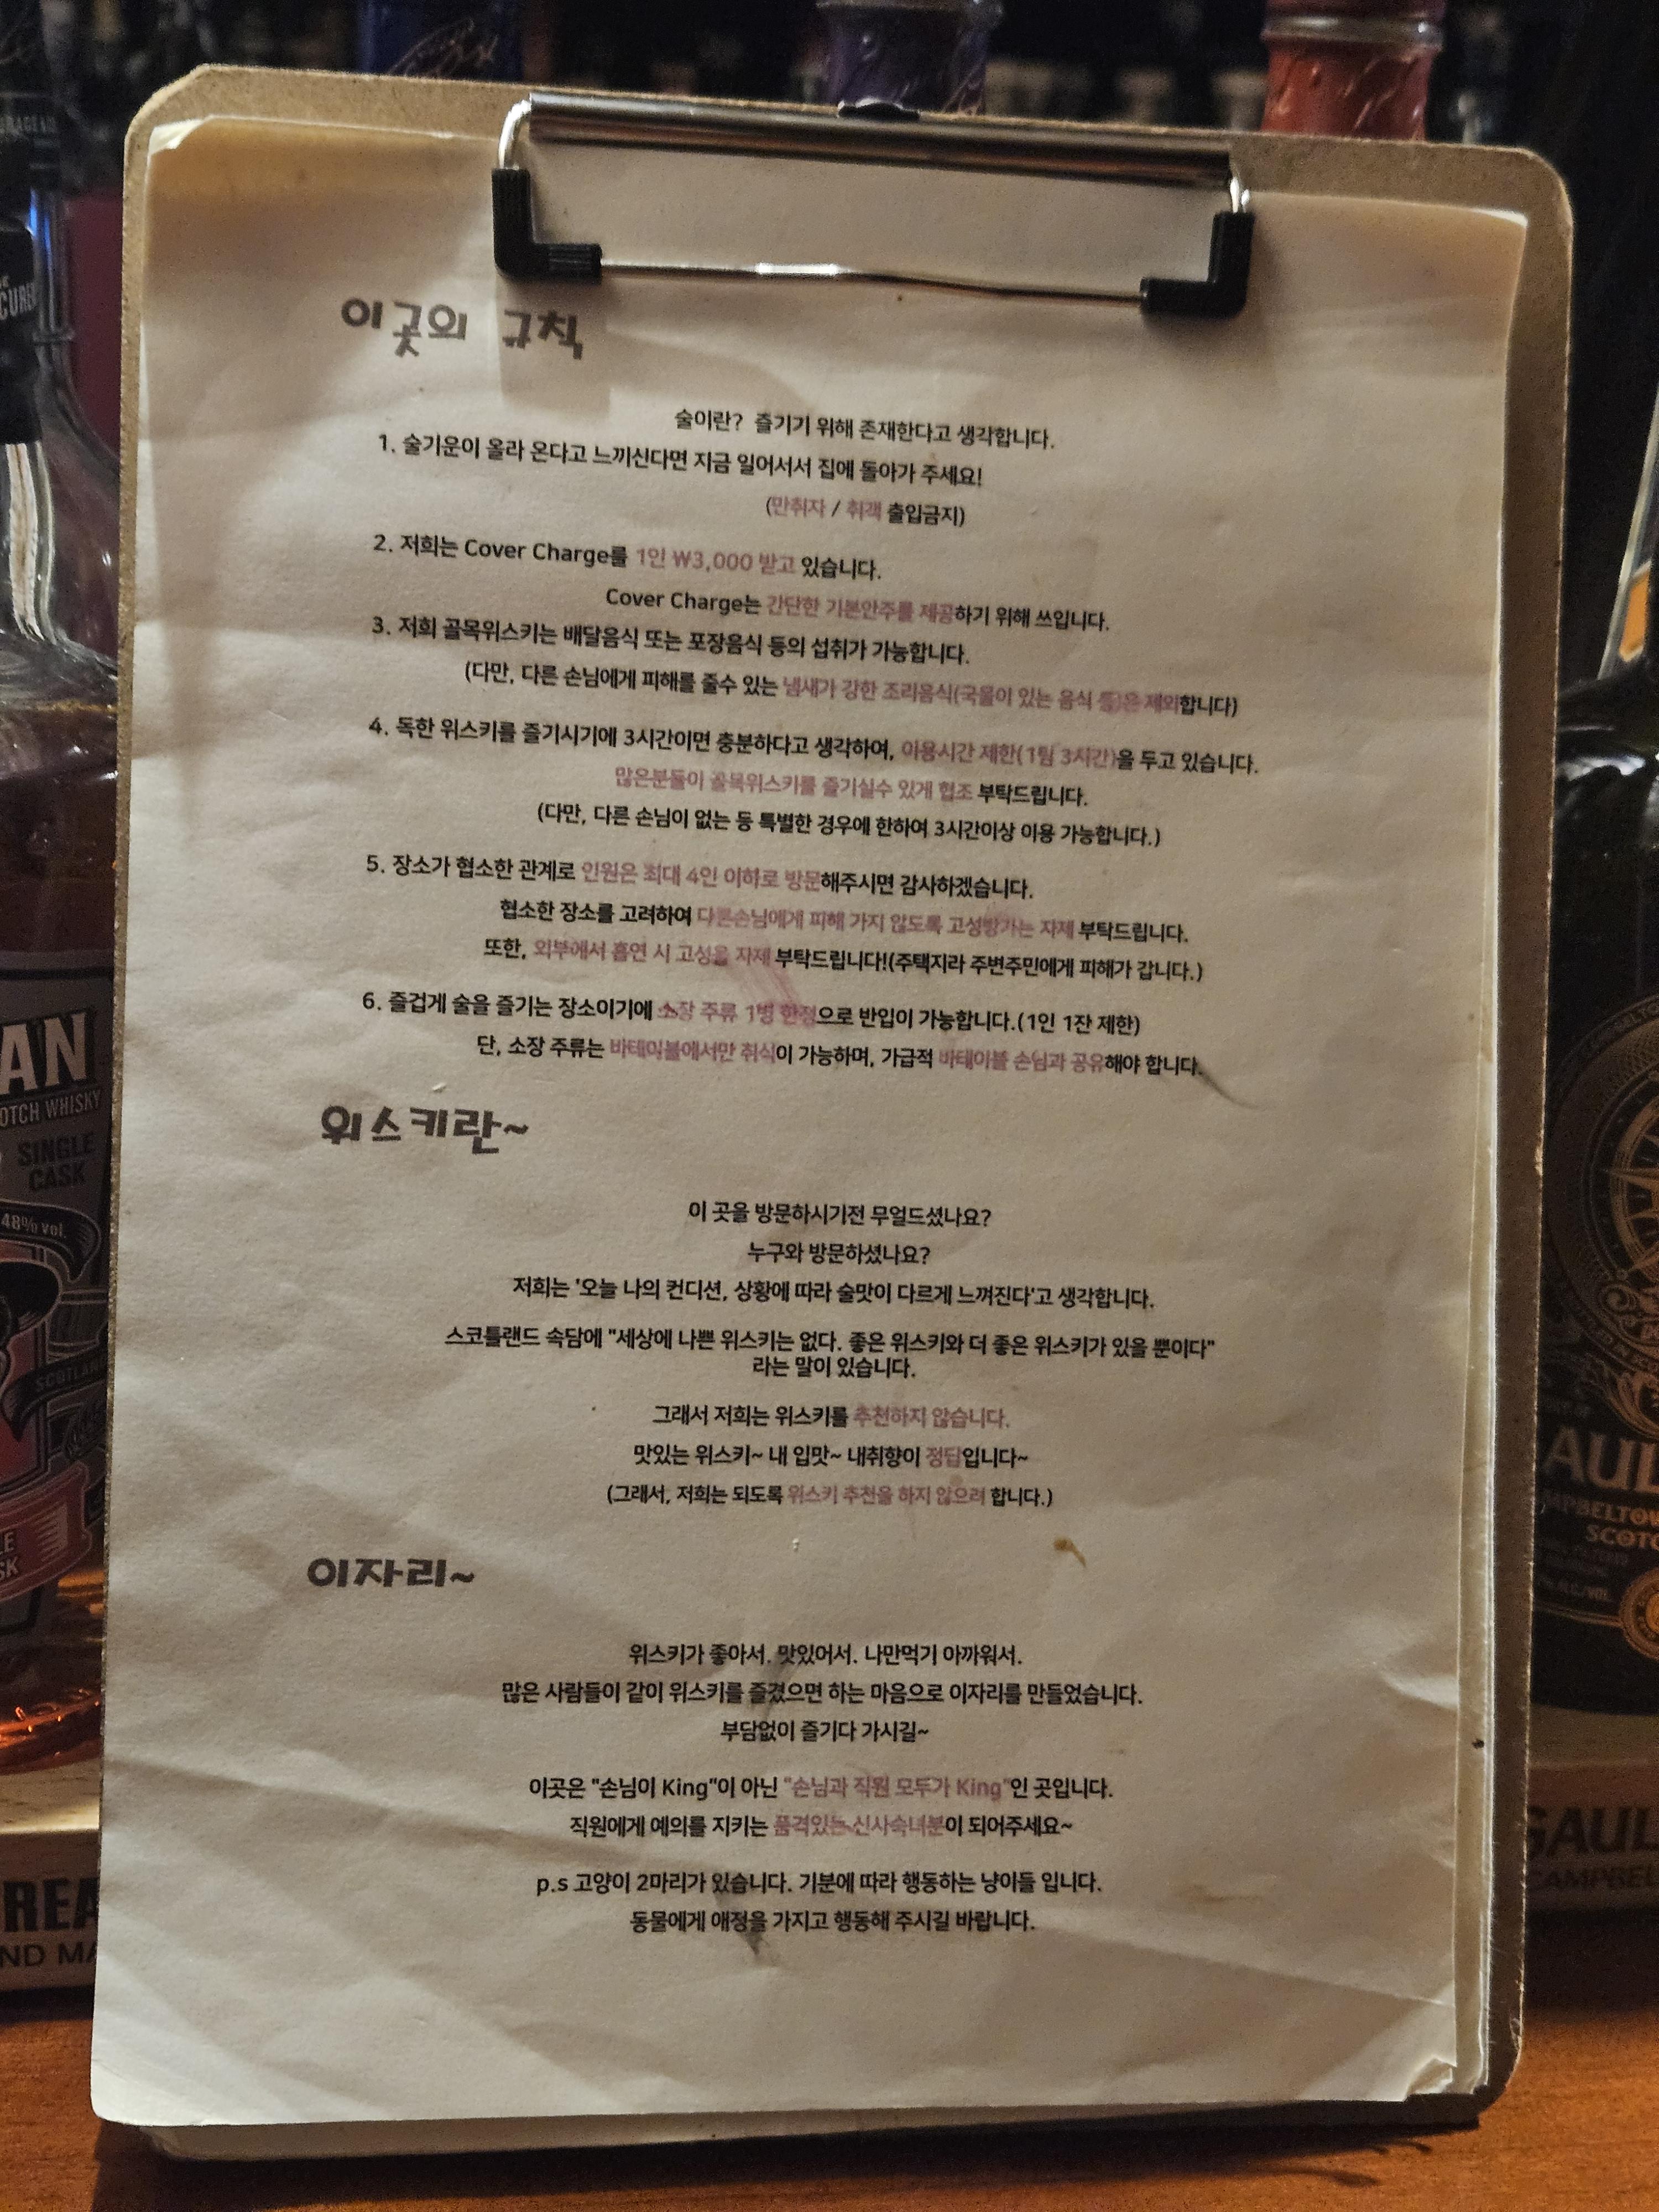 이곳의 규칙
술이란? 즐기기 위해 존재한다고 생각합니다.
1. 술기운이 올라 온다고 느끼신다면 지금 일어서서 집에 돌아가 주세요!
(만취자 / 취객 출입금지)
2. 저희는 Cover Charge를 1인 ₩3,000 받고 있습니다.
Cover Charge는 간단한 기본안주를 제공하기 위해 쓰입니다.
3. 저희 골목위스키는 배달음식 또는 포장음식 등의 섭취가 가능합니다.
(다만, 다른 손님에게 피해를 줄수 있는 냄새가 강한 조리음식(국물이 있는 음식 등)은 제외합니다)
4. 독한 위스키를 즐기시기에 3시간이면 충분하다고 생각하여, 이용시간 제한(1팀 3시간)을 두고 있습니다.
많은분들이 골목위스키를 즐기실수 있게 협조 부탁드립니다.
(다만, 다른 손님이 없는 등 특별한 경우에 한하여 3시간이상 이용 가능합니다.)
5. 장소가 협소한 관계로 인원은 최대 4인 이하로 방문해주시면 감사하겠습니다.
협소한 장소를 고려하여 다른손님에게 피해 가지 않도록 고성방가는 자제 부탁드립니다.
또한, 외부에서 흡연 시 고성을 자제 부탁드립니다!(주택지라 주변주민에게 피해가 갑니다.)
6. 즐겁게 술을 즐기는 장소이기에 소장 주류 1병 한정으로 반입이 가능합니다.(1인 1잔 제한)
단, 소장 주류는 바테이블에서만 취식이 가능하며, 가급적 바테이블 손님과 공유해야 합니다.
위스키란~
이 곳을 방문하시기전 무얼드셨나요?
누구와 방문하셨나요?
저희는 '오늘 나의 컨디션, 상황에 따라 술맛이 다르게 느껴진다'고 생각합니다.
스코틀랜드 속담에 "세상에 나쁜 위스키는 없다. 좋은 위스키와 더 좋은 위스키가 있을 뿐이다"
라는 말이 있습니다.
그래서 저희는 위스키를 추천하지 않습니다.
맛있는 위스키~ 내 입맛~ 내취향이 정답입니다~
(그래서, 저희는 되도록 위스키 추천을 하지 않으려 합니다.)
이자리~
위스키가 좋아서. 맛있어서. 나만먹기 아까워서.
많은 사람들이 같이 위스키를 즐겼으면 하는 마음으로 이자리를 만들었습니다.
부담없이 즐기다 가시길~
이곳은 "손님이 King"이 아닌 "손님과 직원 모두가 King"인 곳입니다.
직원에게 예의를 지키는 품격있는 신사숙녀분이 되어주세요~
p.s 고양이 2마리가 있습니다. 기분에 따라 행동하는 냥이들 입니다.
동물에게 애정을 가지고 행동해 주시길 바랍니다.
AN
OTCH WHISKY
SINGLE
CASK
48% vol.
SCOTLAND
REA
ND MA
AUL
SCOT
GAUL